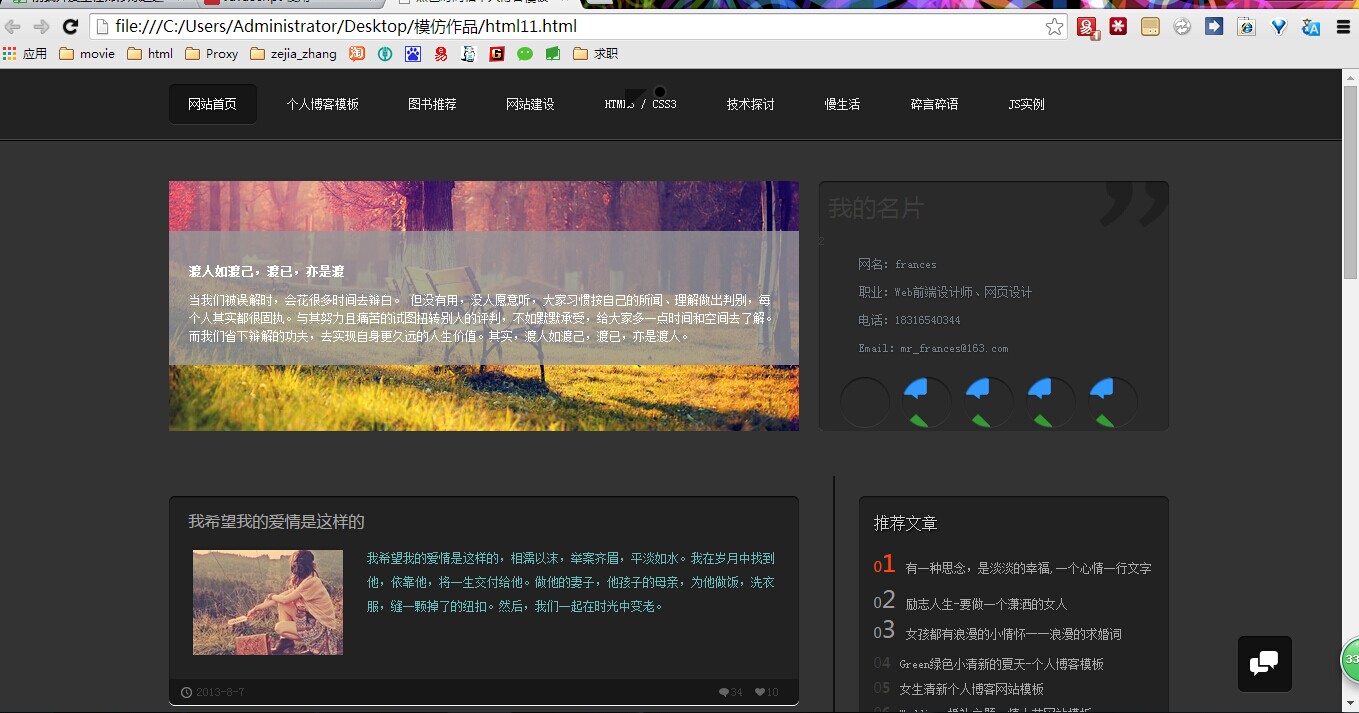 file:///C:/Users/Administrator/Desktop/模仿作品/html11.html
应用 movie html Proxy zejia_zhang 淘 易 G 求职
网站首页 个人博客模板 图书推荐 网站建设 HTML5 / CSS3 技术探讨 慢生活 碎言碎语 JS实例
我的名片
2
网名: frances
职业: Web前端设计师、网页设计
电话: 18316540344
Email: mr_frances@163.com
渡人如渡己,渡已,亦是渡
当我们被误解时,会花很多时间去辩白。 但没有用,没人愿意听,大家习惯按自己的所闻、理解做出判别,每
个人其实都很固执。与其努力且痛苦的试图扭转别人的评判,不如默默承受,给大家多一点时间和空间去了解。
而我们省下辩解的功夫,去实现自身更久远的人生价值。其实,渡人如渡己,渡已,亦是渡人。
我希望我的爱情是这样的
我希望我的爱情是这样的,相濡以沫,举案齐眉,平淡如水。我在岁月中找到
他,依靠他,将一生交付给他。做他的妻子,他孩子的母亲,为他做饭,洗衣
服,缝一颗掉了的纽扣。然后,我们一起在时光中变老。
2013-8-7 34 10
推荐文章
01 有一种思念,是淡淡的幸福,一个心情一行文字
02 励志人生-要做一个潇洒的女人
03 女孩都有浪漫的小情怀——浪漫的求婚词
04 Green绿色小清新的夏天-个人博客模板
05 女生清新个人博客网站模板
33